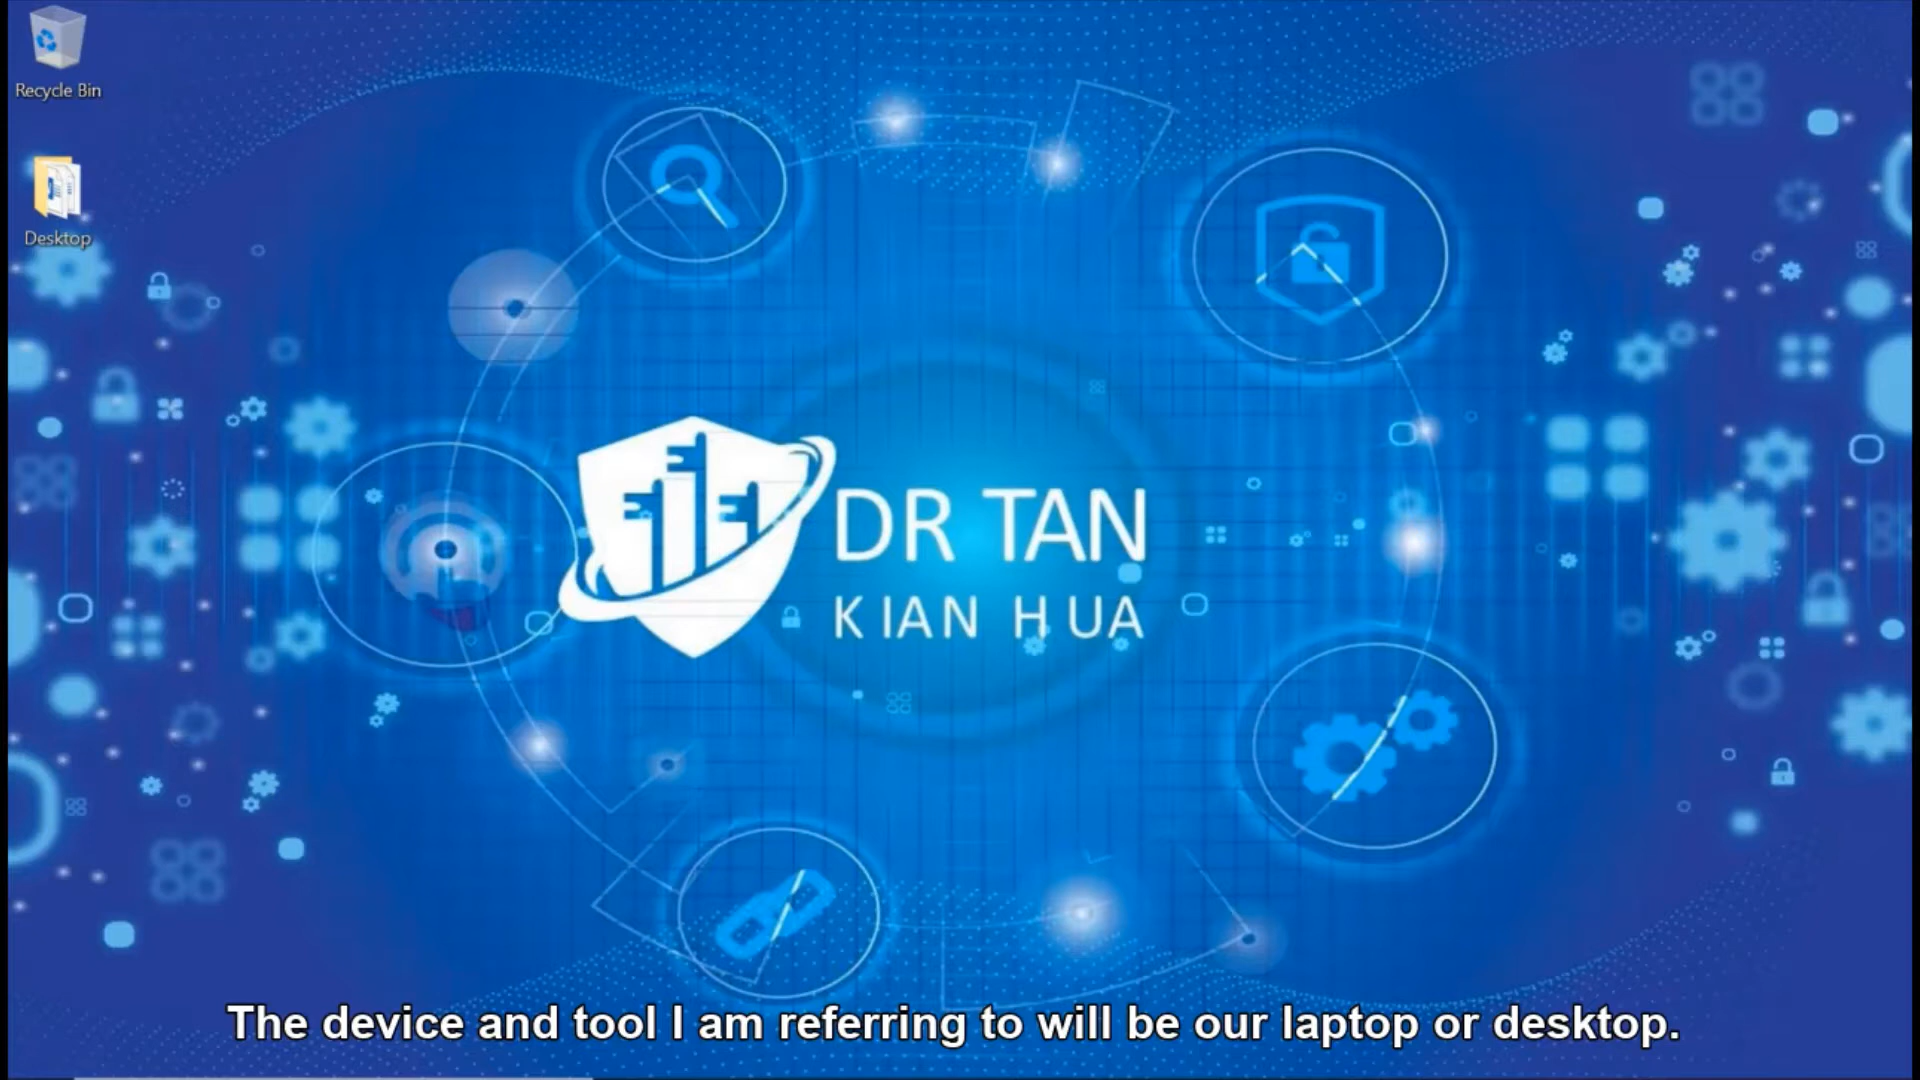 Recycle Bin
Desktop
DR TAN
KIAN HUA
The device and tool I am referring to will be our laptop or desktop.